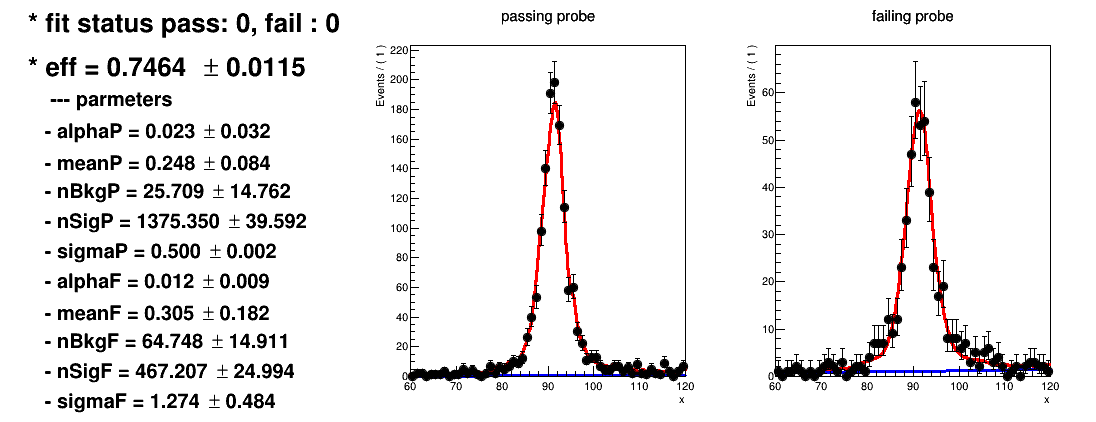 * fit status pass: 0, fail : 0
* eff = 0.7464 ± 0.0115
--- parmeters
- alphaP = 0.023 ± 0.032
- meanP = 0.248 ± 0.084
- nBkgP = 25.709 ± 14.762
- nSigP = 1375.350 ± 39.592
- sigmaP = 0.500 ± 0.002
- alphaF = 0.012 ± 0.009
- meanF = 0.305 ± 0.182
- nBkgF = 64.748 ± 14.911
- nSigF = 467.207 ± 24.994
- sigmaF = 1.274 ± 0.484
passing probe
Events / ( 1 )
220
200
180
160
140
120
100
80
60
40
20
0
60 70 80 90 100 110 120
x
failing probe
Events / ( 1 )
60
50
40
30
20
10
0
60 70 80 90 100 110 120
x